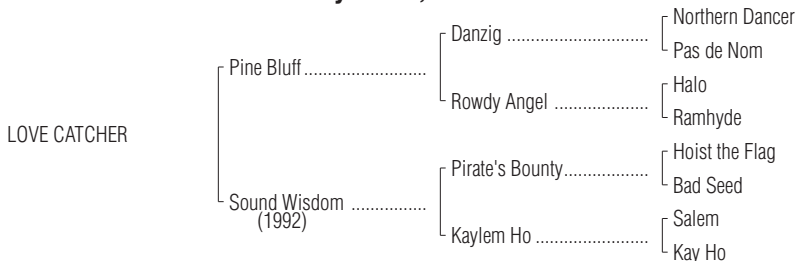 Northern Dancer
Danzig ..............................
Pas de Nom
Pine Bluff..........................
Halo
Rowdy Angel ....................
Ramhyde
LOVE CATCHER
Hoist the Flag
Pirate's Bounty..................
Bad Seed
Sound Wisdom ................
(1992)
Salem
Kaylem Ho ........................
Kay Ho